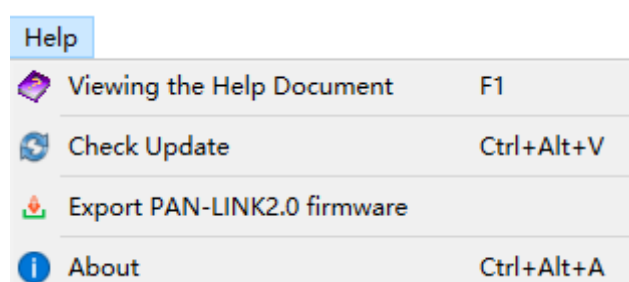 Help
Viewing the Help Document F1
Check Update Ctrl+Alt+V
Export PAN-LINK2.0 firmware
About Ctrl+Alt+A